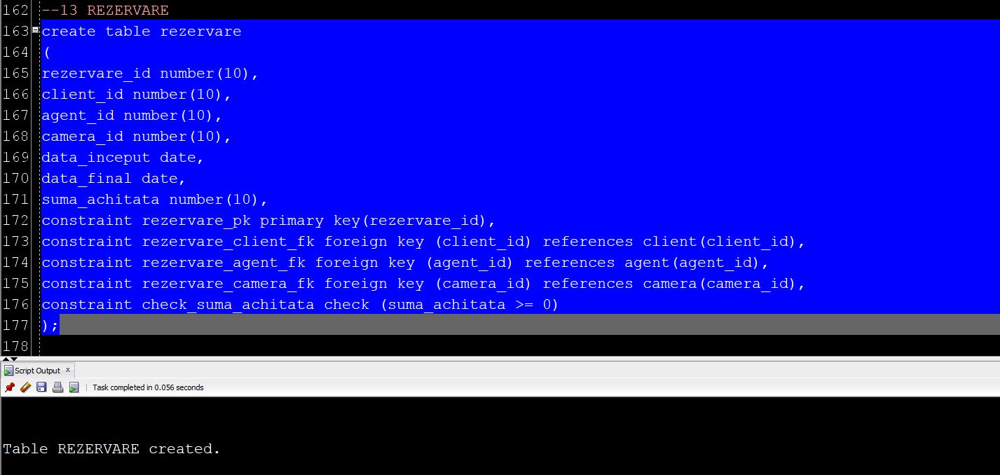 162 --13 REZERVARE
163 create table rezervare
164 (
165 rezervare_id number(10),
166 client_id number(10),
167 agent_id number(10),
168 camera_id number(10),
169 data_inceput date,
170 data_final date,
171 suma_achitata number(10),
172 constraint rezervare_pk primary key(rezervare_id),
173 constraint rezervare_client_fk foreign key (client_id) references client(client_id),
174 constraint rezervare_agent_fk foreign key (agent_id) references agent(agent_id),
175 constraint rezervare_camera_fk foreign key (camera_id) references camera(camera_id),
176 constraint check_suma_achitata check (suma_achitata >= 0)
177 );
178
Script Output x
Task completed in 0.056 seconds
Table REZERVARE created.